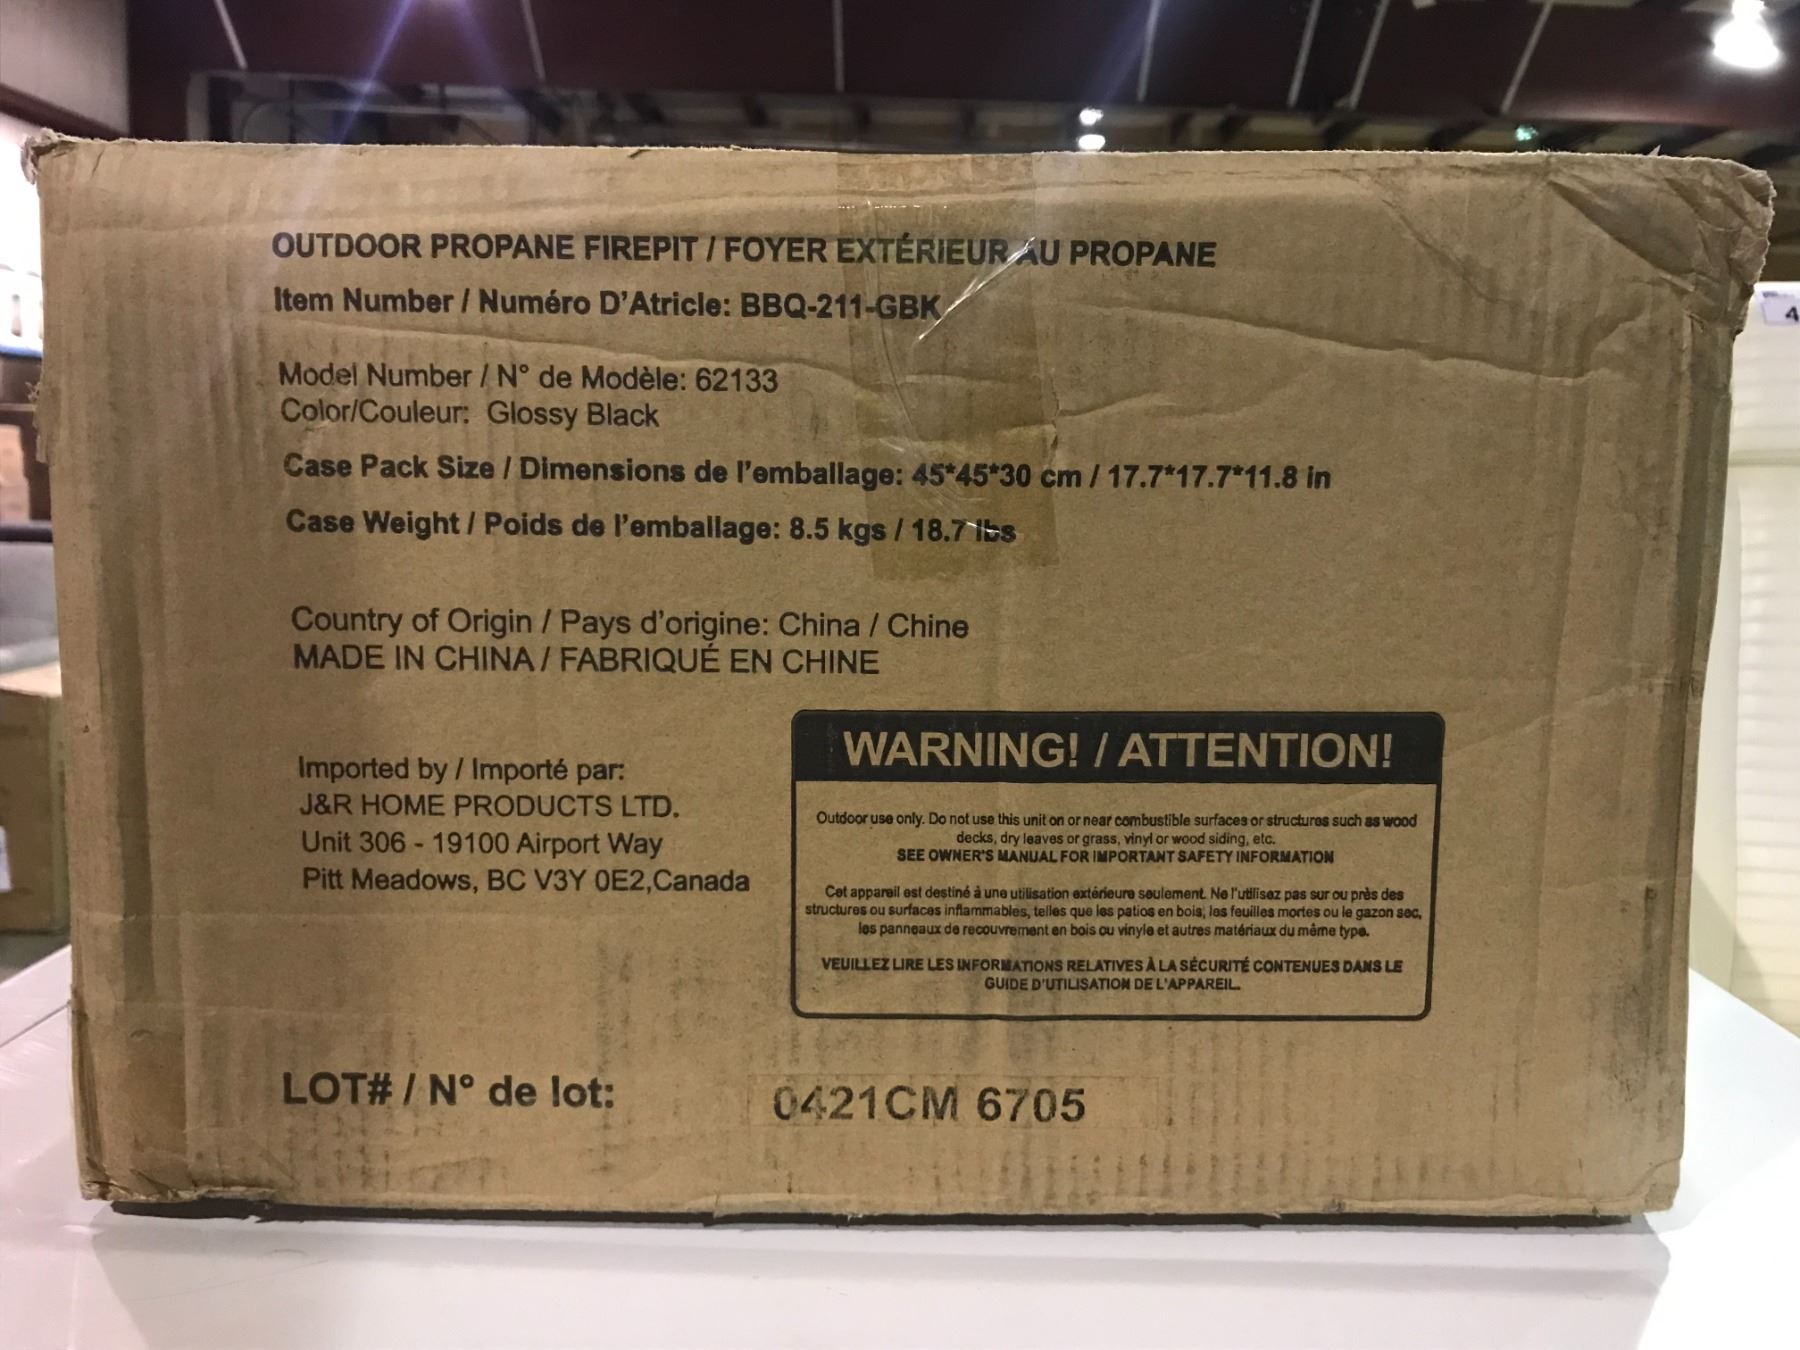 OUTDOOR PROPANE FIREPIT / FOYER EXTÉRIEUR AU PROPANE
Item Number / Numéro D'Atricle: BBQ-211-GBK
Model Number / N° de Modèle: 62133
Color/Couleur: Glossy Black
Case Pack Size / Dimensions de l'emballage: 45*45*30 cm / 17.7*17.7*11.8 in
Case Weight / Poids de l'emballage: 8.5 kgs / 18.7 lbs
Country of Origin / Pays d'origine: China / Chine
MADE IN CHINA / FABRIQUÉ EN CHINE
Imported by / Importé par:
J&R HOME PRODUCTS LTD.
Unit 306 - 19100 Airport Way
Pitt Meadows, BC V3Y 0E2,Canada
WARNING! / ATTENTION!
Outdoor use only. Do not use this unit on or near combustible surfaces or structures such as wood
decks, dry leaves or grass, vinyl or wood siding, etc.
SEE OWNER'S MANUAL FOR IMPORTANT SAFETY INFORMATION
Cet appareil est destiné à une utilisation extérieure seulement. Ne l'utilisez pas sur ou près des
structures ou surfaces inflammables, telles que les patios en bois, les feuilles mortes ou le gazon sec,
les panneaux de recouvrement en bois ou vinyle et autres matériaux du même type.
VEUILLEZ LIRE LES INFORMATIONS RELATIVES À LA SÉCURITÉ CONTENUES DANS LE
GUIDE D'UTILISATION DE L'APPAREIL.
LOT# / N° de lot: 0421CM 6705
4